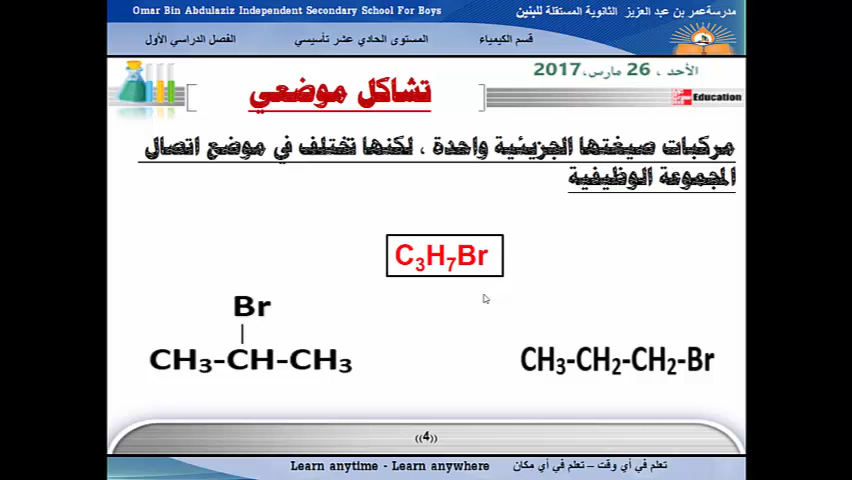 Omar Bin Abdulaziz Independent Secondary School For Boys
مدرسةعمر بن عبد العزيز الثانوية المستقلة للبنين
قسم الكيمياء
المستوى الحادي عشر تأسيسي
الفصل الدراسي الأول
الأحد ، 26 مارس، 2017
تشاكل موضعي
Education
مركبات صيغتها الجزيئية واحدة ، لكنها تختلف في موضع اتصال
المجموعة الوظيفية
C₃H₇Br
Br
|
CH₃-CH-CH₃
CH₃-CH₂-CH₂-Br
((4))
Learn anytime - Learn anywhere
تعلم في أي وقت – تعلم في أي مكان